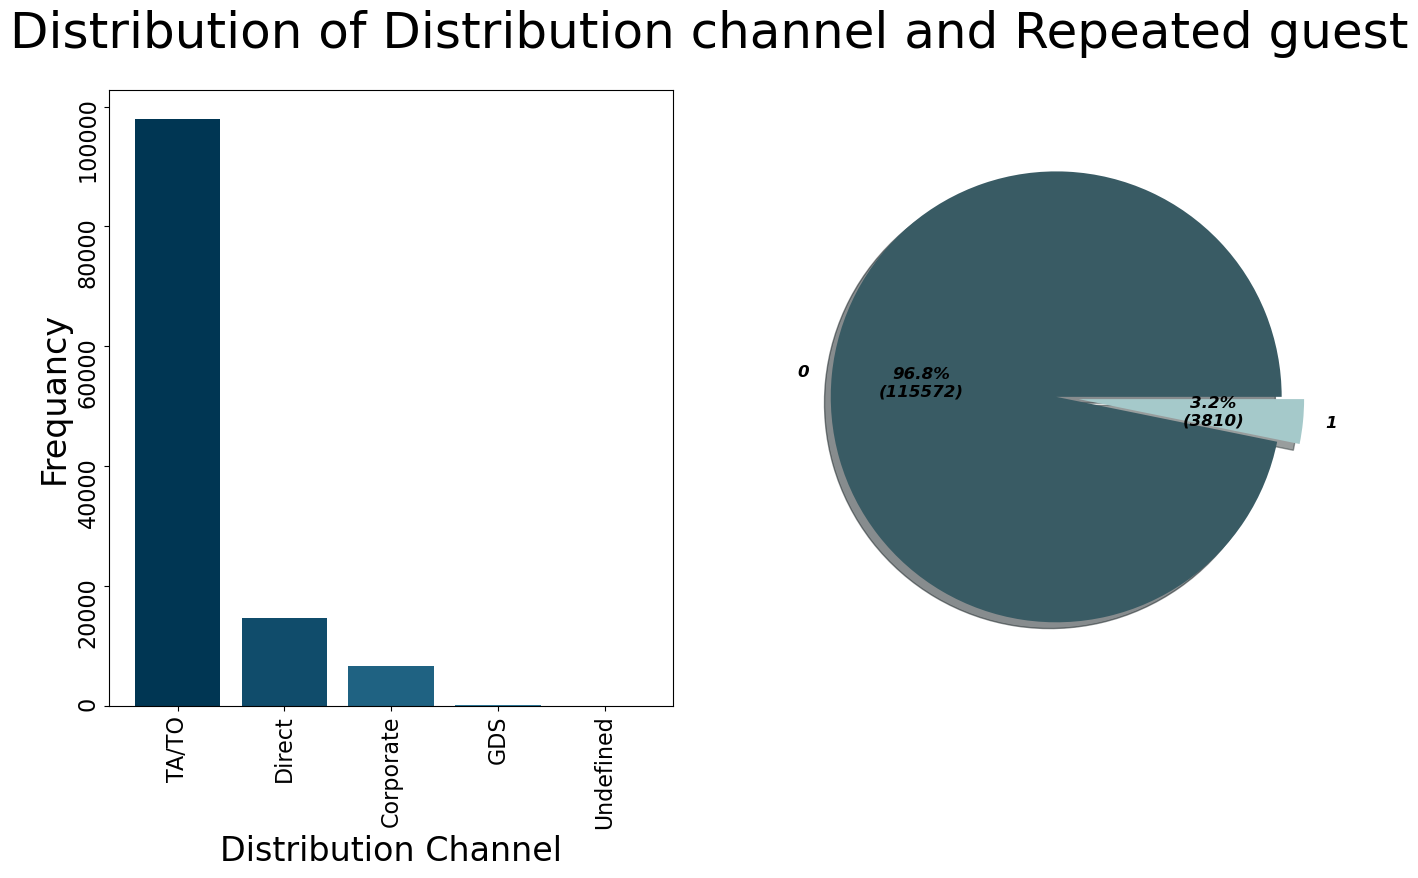 Distribution of Distribution channel and Repeated guest
Frequancy
100000
80000
60000
40000
20000
0
TA/TO
Direct
Corporate
GDS
Undefined
Distribution Channel
0
96.8%
(115572)
3.2%
(3810)
1